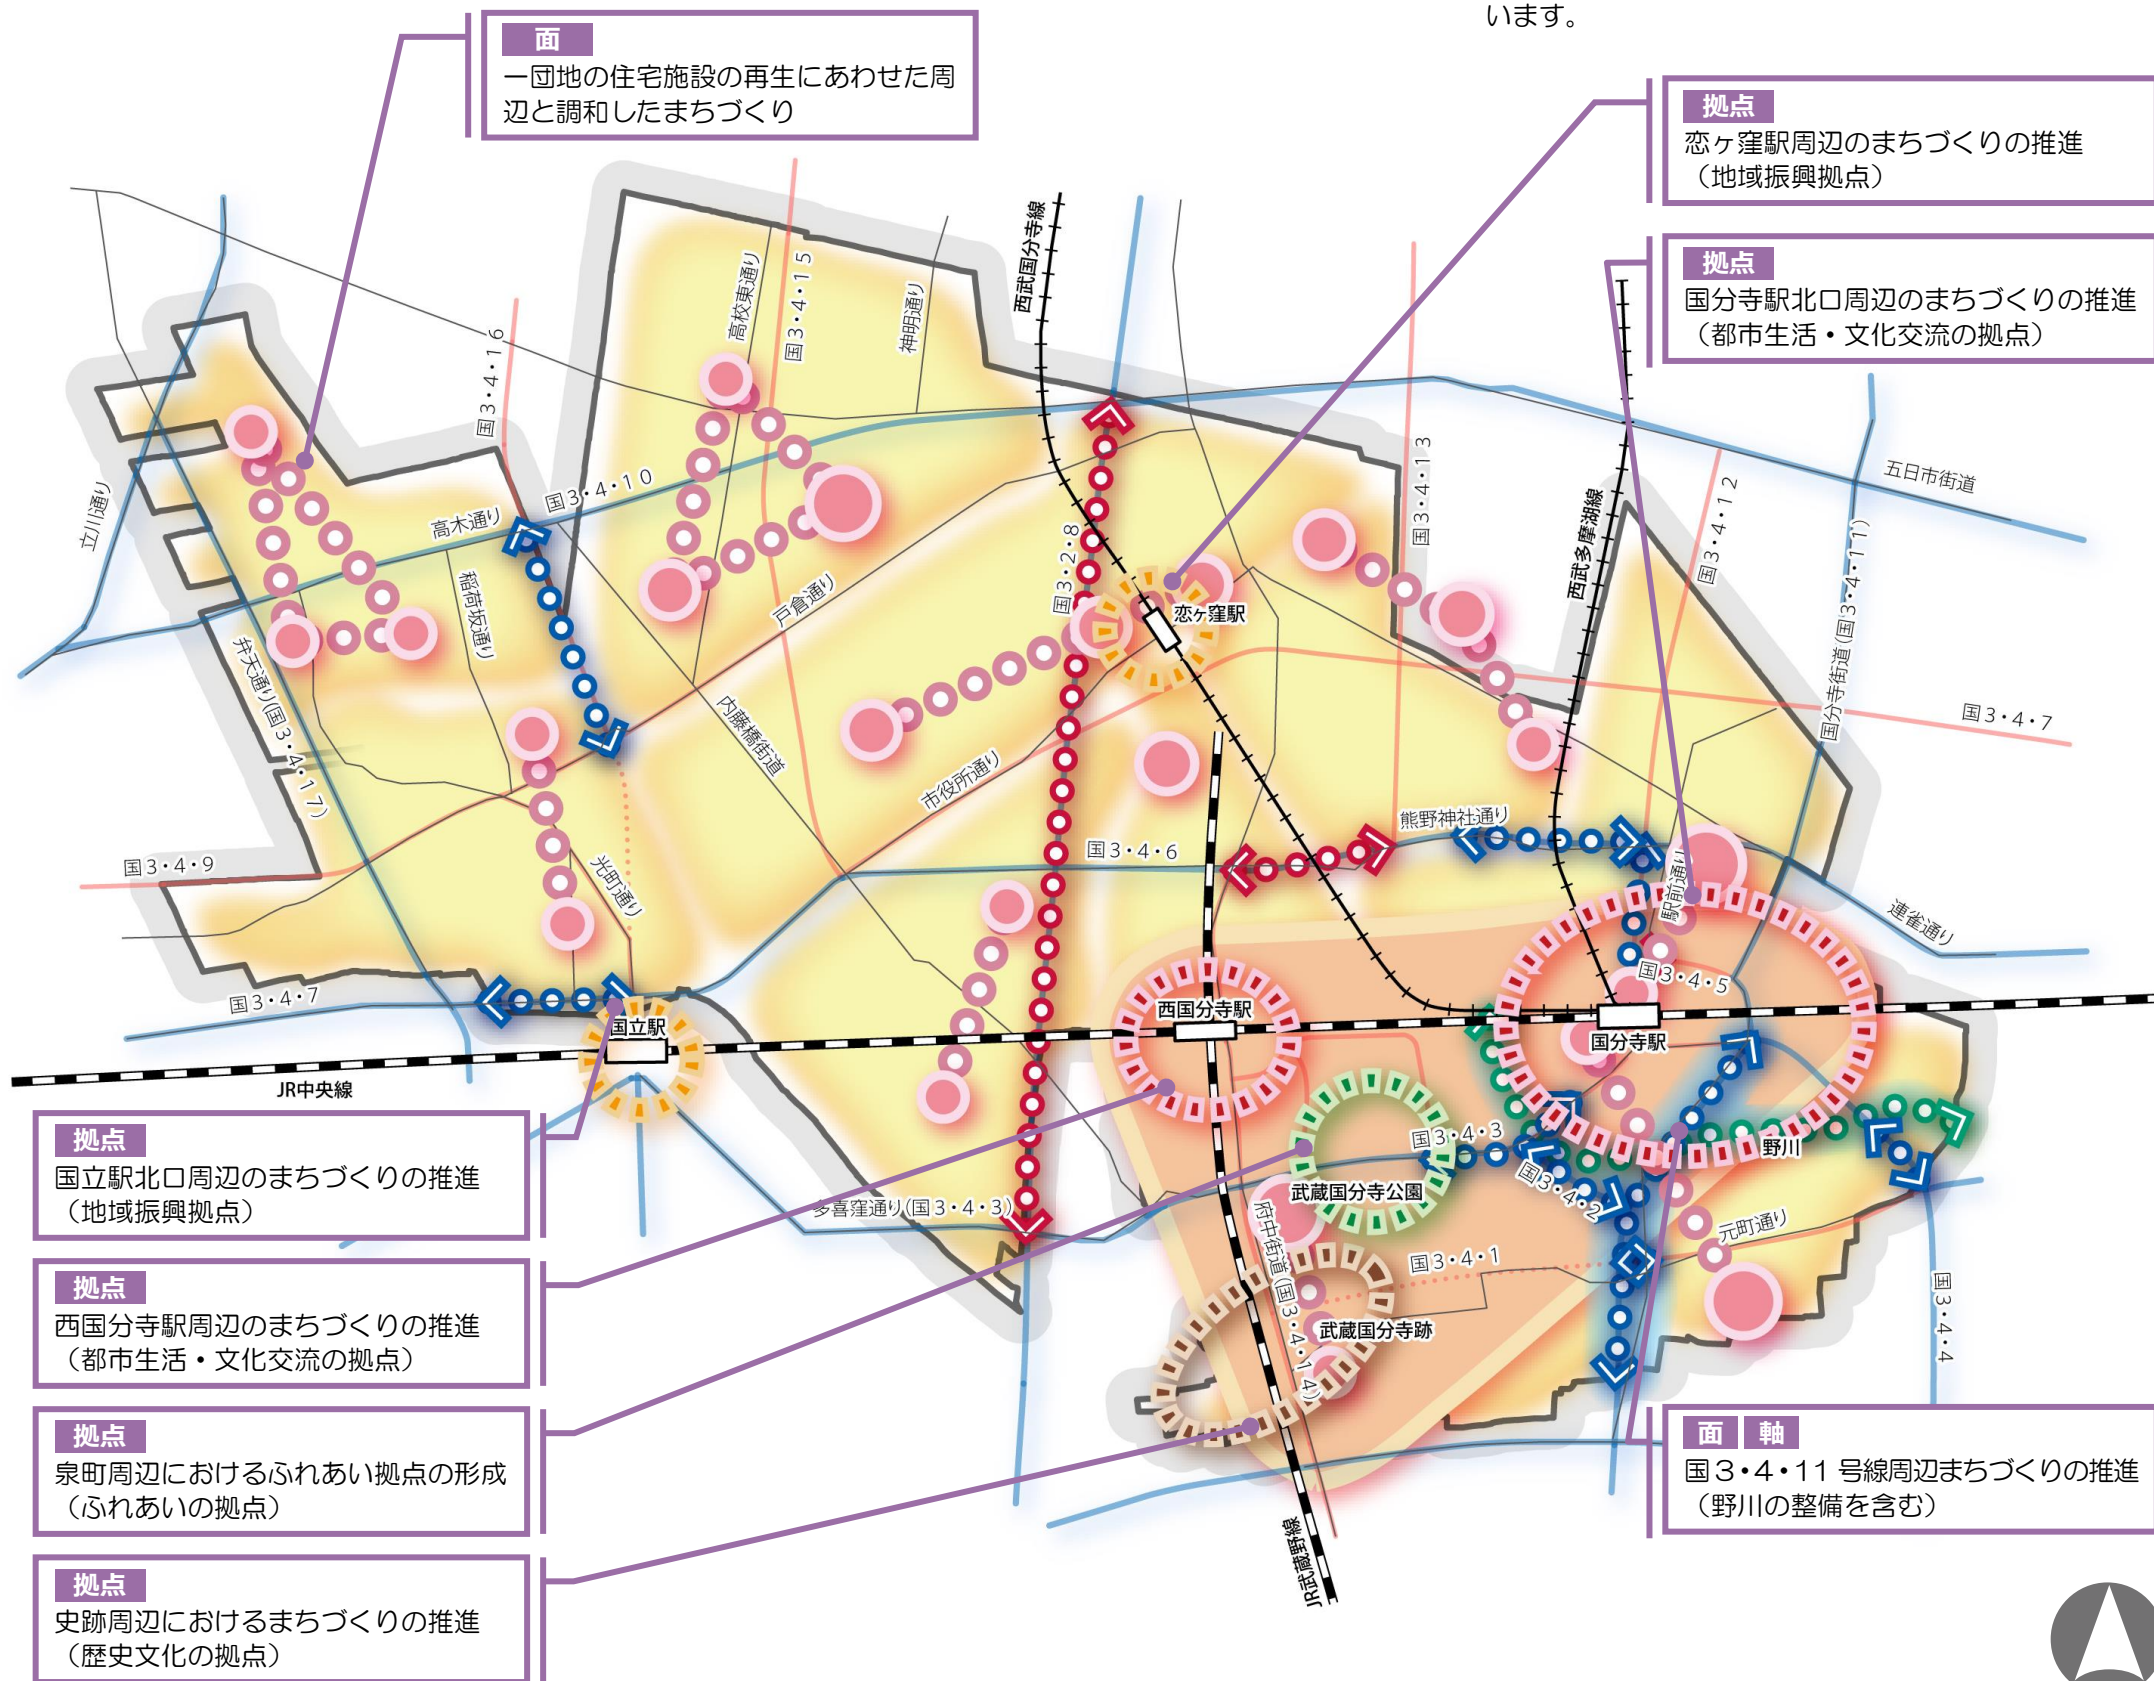 います。
面
一団地の住宅施設の再生にあわせた周
辺と調和したまちづくり
拠点
恋ヶ窪駅周辺のまちづくりの推進
（地域振興拠点）
拠点
国分寺駅北口周辺のまちづくりの推進
（都市生活・文化交流の拠点）
西武国分寺線
高校東通り
国3・4・15
神明通り
国3・4・16
国3・4・13
五日市街道
国3・4・12
西武多摩湖線
国分寺街道(国3・4・11)
立川通り
高木通り
国3・4・10
稲荷坂通り
戸倉通り
国3・2・8
恋ヶ窪駅
弁天通り(国3・4・17)
内藤橋街道
市役所通り
国3・4・7
国3・4・9
光町通り
国3・4・6
熊野神社通り
駅前通り
連雀通り
国3・4・7
国立駅
西国分寺駅
国3・4・5
国分寺駅
JR中央線
国3・4・3
野川
武蔵国分寺公園
国3・4・2
多喜窪通り(国3・4・3)
府中街道(国3・4・14)
元町通り
国3・4・1
武蔵国分寺跡
国3・4・4
JR武蔵野線
拠点
国立駅北口周辺のまちづくりの推進
（地域振興拠点）
拠点
西国分寺駅周辺のまちづくりの推進
（都市生活・文化交流の拠点）
拠点
泉町周辺におけるふれあい拠点の形成
（ふれあいの拠点）
拠点
史跡周辺におけるまちづくりの推進
（歴史文化の拠点）
面 軸
国3・4・11 号線周辺まちづくりの推進
（野川の整備を含む）